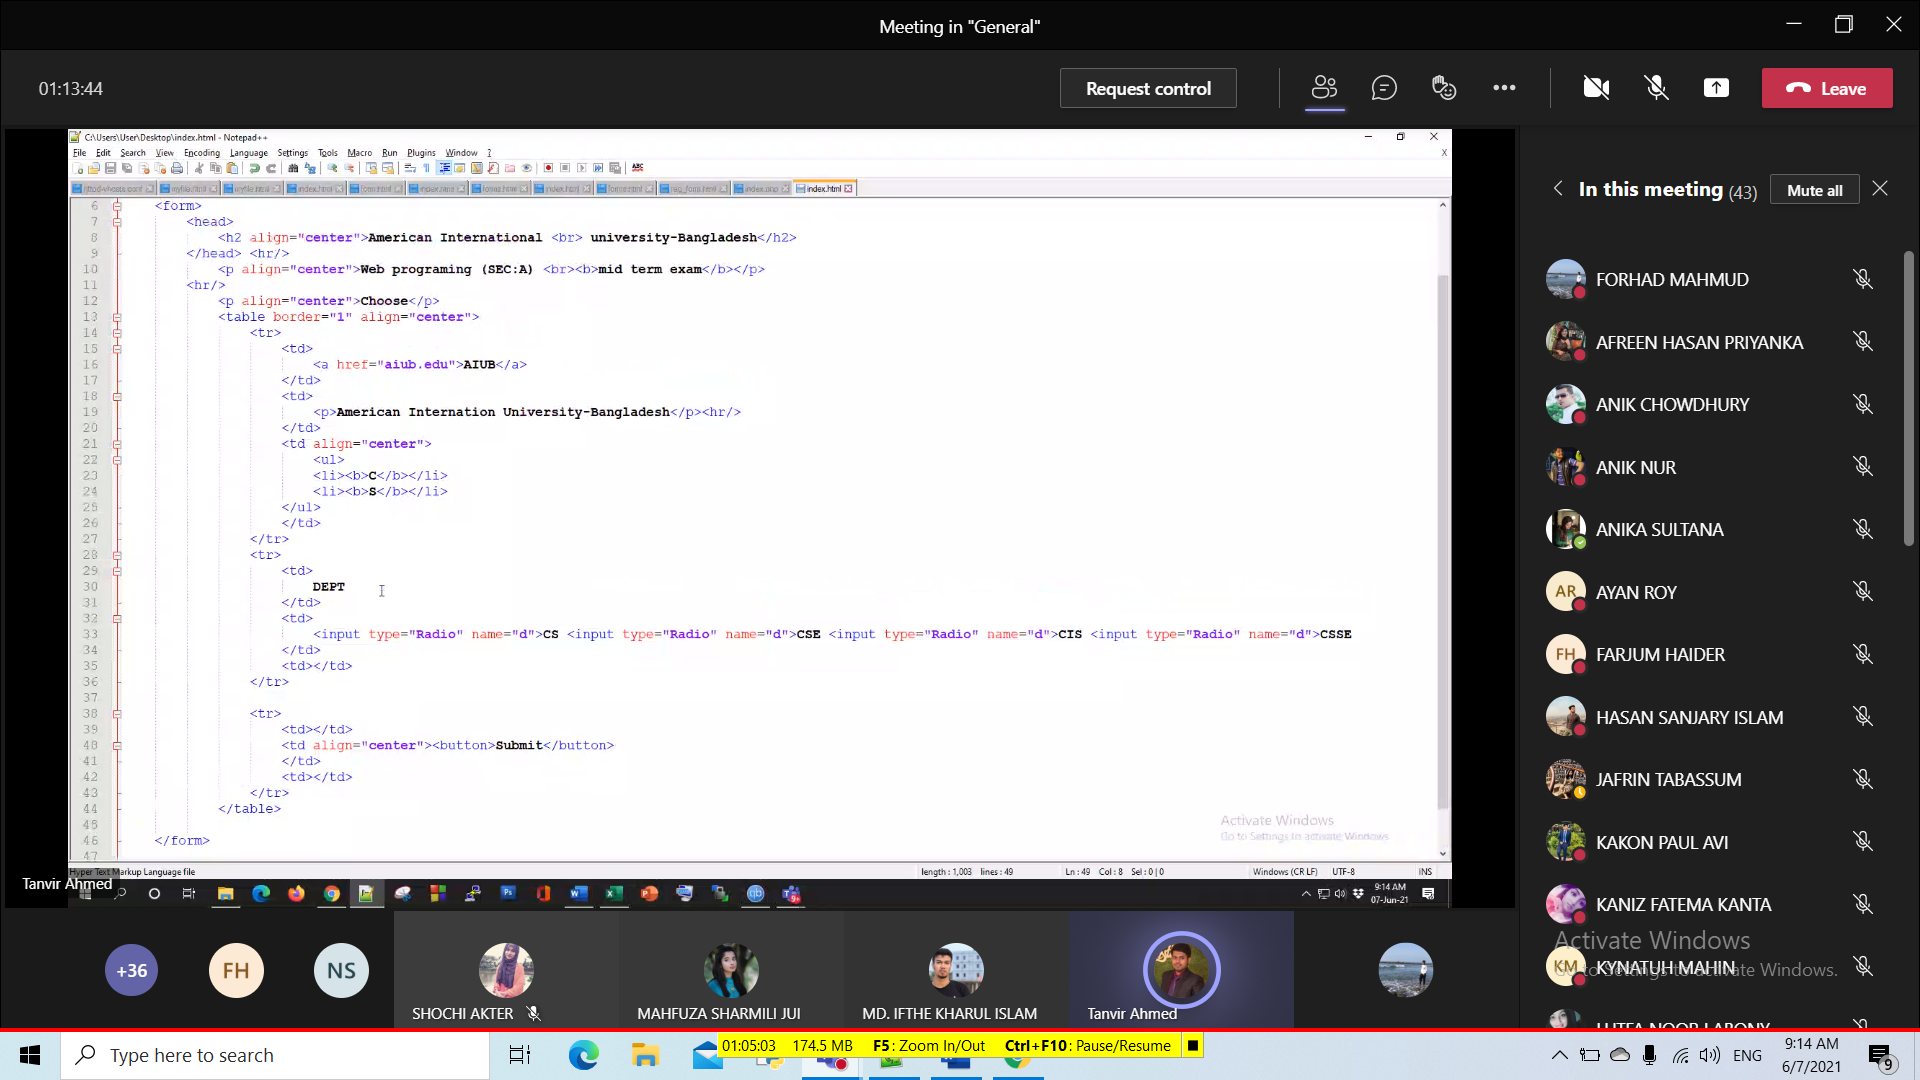 Meeting in "General"
01:13:44
Request control
Leave
C:\Users\User\Desktop\index.html - Notepad++
File Edit Search View Encoding Language Settings Tools Macro Run Plugins Window ?
index.html
6 <form>
7 <head>
8 <h2 align="center">American International <br> university-Bangladesh</h2>
9 </head> <hr/>
10 <p align="center">Web programing (SEC:A) <br><b>mid term exam</b></p>
11 <hr/>
12 <p align="center">Choose</p>
13 <table border="1" align="center">
14 <tr>
15 <td>
16 <a href="aiub.edu">AIUB</a>
17 </td>
18 <td>
19 <p>American Internation University-Bangladesh</p><hr/>
20 </td>
21 <td align="center">
22 <ul>
23 <li><b>C</b></li>
24 <li><b>S</b></li>
25 </ul>
26 </td>
27 </tr>
28 <tr>
29 <td>
30 DEPT
31 </td>
32 <td>
33 <input type="Radio" name="d">CS <input type="Radio" name="d">CSE <input type="Radio" name="d">CIS <input type="Radio" name="d">CSSE
34 </td>
35 <td></td>
36 </tr>
37
38 <tr>
39 <td></td>
40 <td align="center"><button>Submit</button>
41 </td>
42 <td></td>
43 </tr>
44 </table>
45
46 </form>
47
Activate Windows
Go to Settings to activate Windows
Hyper Text Markup Language file length : 1,003 lines : 49 Ln : 49 Col : 8 Sel : 0 | 0 Windows (CR LF) UTF-8 INS
Tanvir Ahmed
9:14 AM
07-Jun-21
In this meeting (43)
Mute all
FORHAD MAHMUD
AFREEN HASAN PRIYANKA
ANIK CHOWDHURY
ANIK NUR
ANIKA SULTANA
AR AYAN ROY
FH FARJUM HAIDER
HASAN SANJARY ISLAM
JAFRIN TABASSUM
KAKON PAUL AVI
KANIZ FATEMA KANTA
Activate Windows
Go to Settings to activate Windows.
KM KYNATUH MAHIN
LUTFA NOOR LABONY
+36
FH
NS
SHOCHI AKTER
MAHFUZA SHARMILI JUI
MD. IFTHE KHARUL ISLAM
Tanvir Ahmed
Type here to search
01:05:03 174.5 MB F5: Zoom In/Out Ctrl+F10: Pause/Resume
ENG
9:14 AM
6/7/2021
9